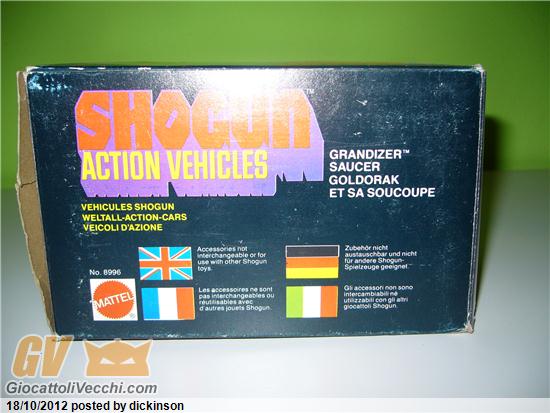 SHOGUN™
ACTION VEHICLES
VEHICULES SHOGUN
WELTALL-ACTION-CARS
VEICOLI D'AZIONE
GRANDIZER™
SAUCER
GOLDORAK
ET SA SOUCOUPE
No. 8996
MATTEL
Accessories not
interchangeable or for
use with other Shogun
toys.
Les accessoires ne sont
pas interchangeables ou
réutilisables avec
d'autres jouets Shogun.
Zubehör nicht
austauschbar und nicht
für andere Shogun-
Spielzeuge geeignet.
Gli accessori non sono
intercambiabili né
utilizzabili con gli altri
giocattoli Shogun.
GV
GiocattoliVecchi.com
18/10/2012 posted by dickinson